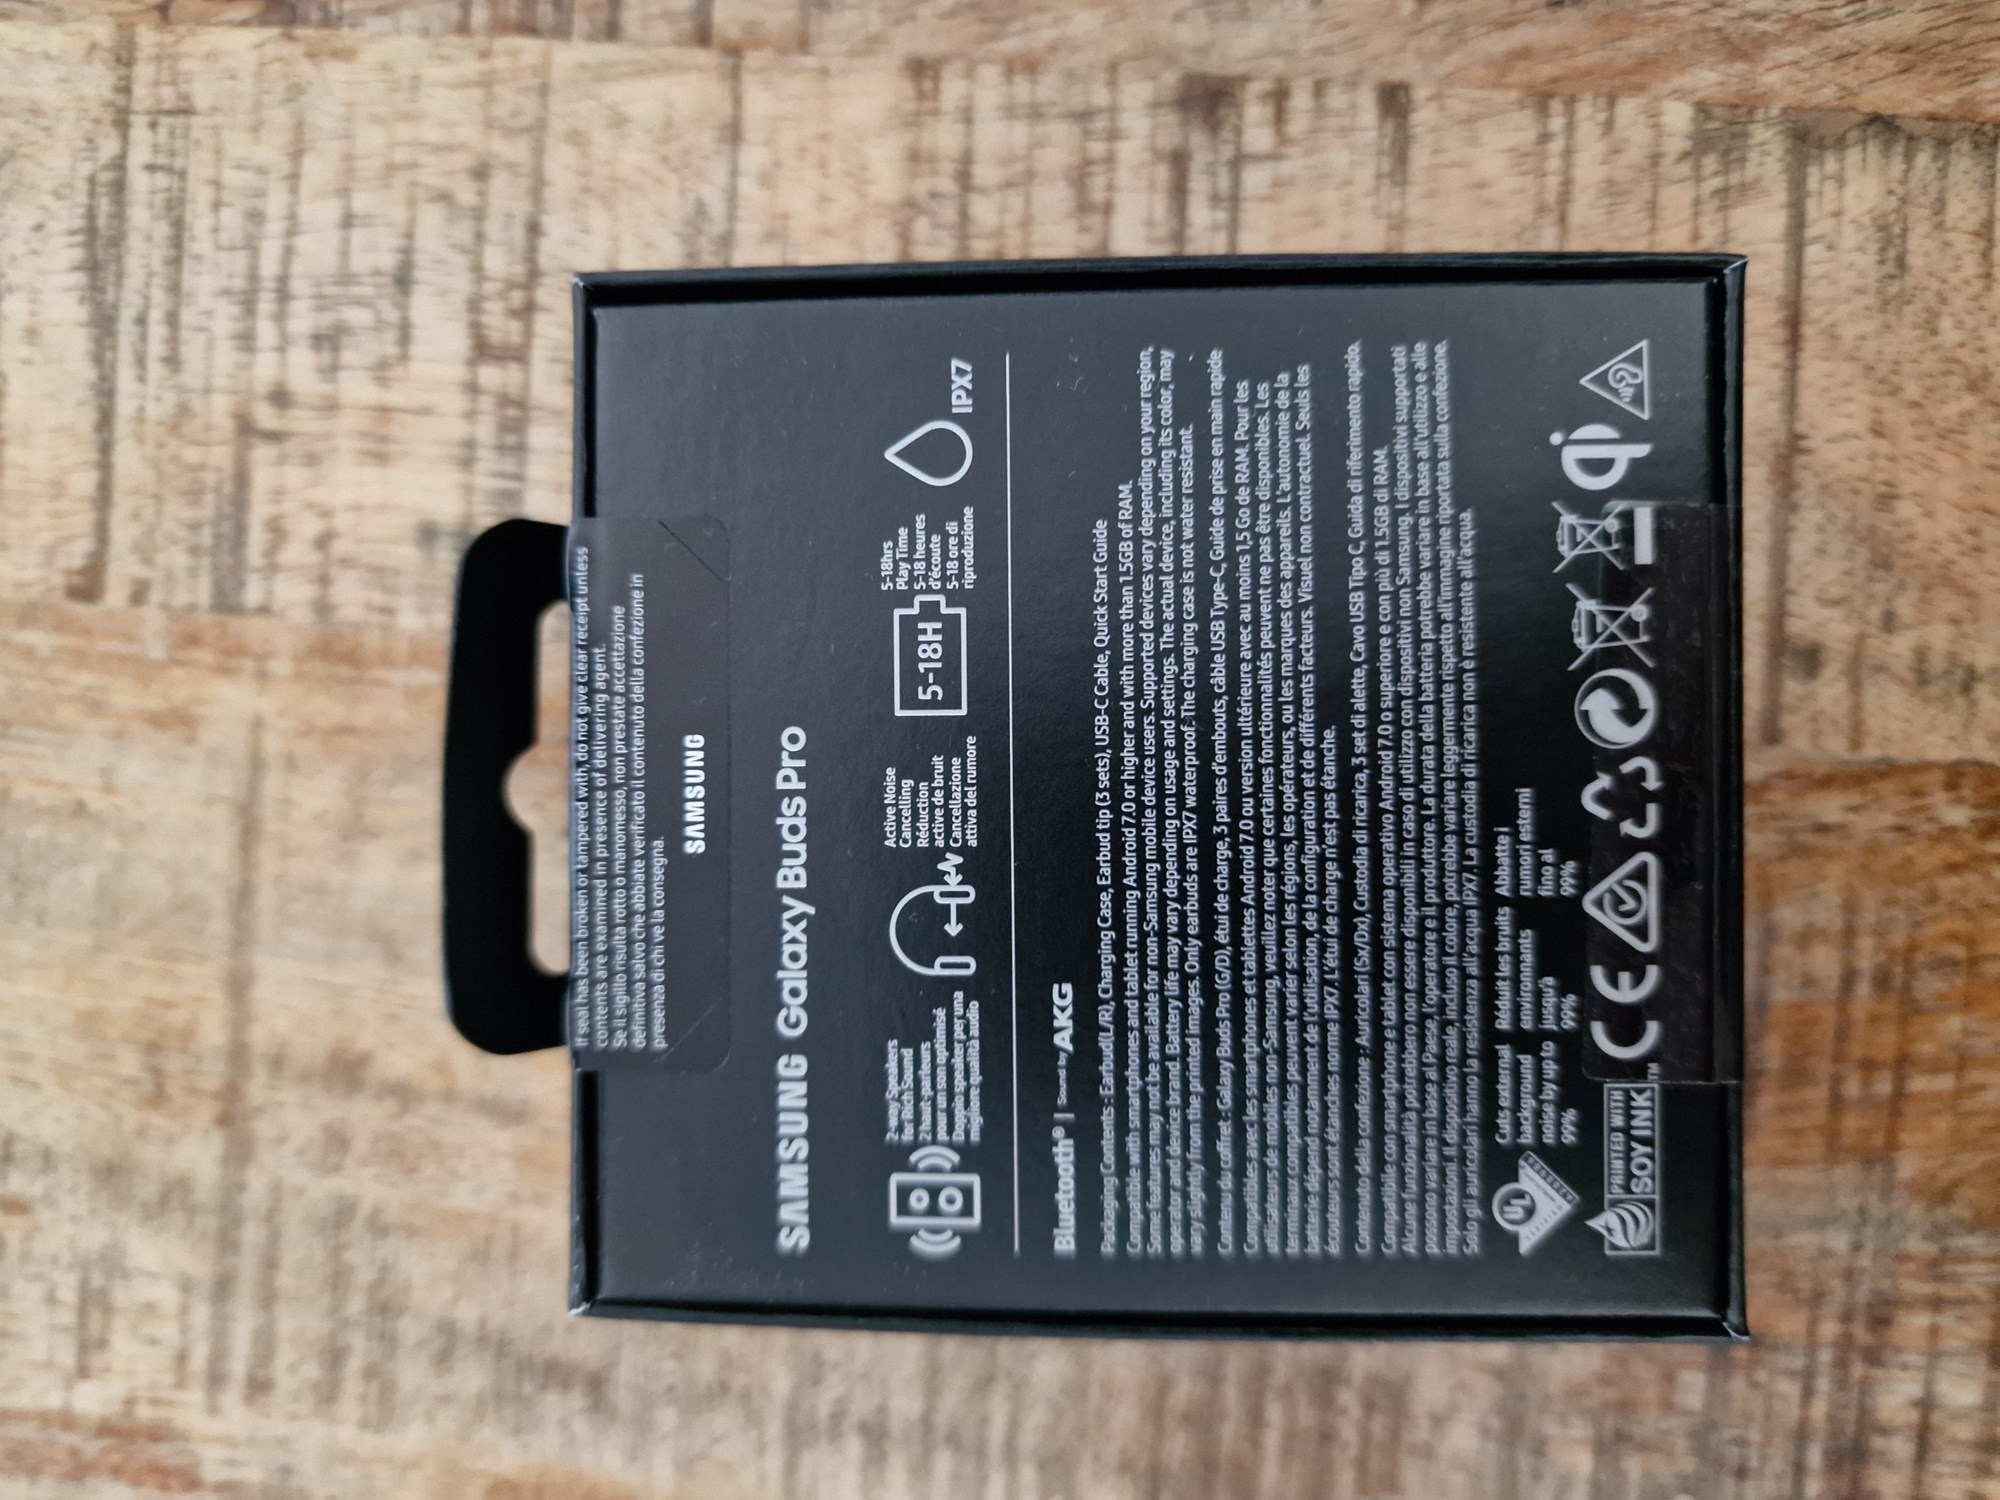 If seal has been broken or tampered with, do not give clear receipt unless
contents are examined in presence of delivering agent.
Se il sigillo risulta rotto o manomesso, non prestate accettazione
definitiva salvo che abbiate verificato il contenuto della confezione in
presenza di chi ve la consegna.
SAMSUNG
SAMSUNG Galaxy Buds Pro
2-way Speakers
for Rich Sound
2 haut-parleurs
pour un son optimisé
Doppio speaker per una
migliore qualità audio
Active Noise
Cancelling
Réduction
active de bruit
Cancellazione
attiva del rumore
5-18H
5-18hrs
Play Time
5-18 heures
d'écoute
5-18 ore di
riproduzione
IPX7
Bluetooth® | Sound by AKG
Packaging Contents : Earbud(L/R), Charging Case, Earbud tip (3 sets), USB-C Cable, Quick Start Guide
Compatible with smartphones and tablet running Android 7.0 or higher and with more than 1.5GB of RAM.
Some features may not be available for non-Samsung mobile device users. Supported devices vary depending on your region,
operator and device brand. Battery life may vary depending on usage and settings. The actual device, including its color, may
vary slightly from the printed images. Only earbuds are IPX7 waterproof. The charging case is not water resistant.
Contenu du coffret : Galaxy Buds Pro (G/D), étui de charge, 3 paires d'embouts, câble USB Type-C, Guide de prise en main rapide
Compatibles avec les smartphones et tablettes Android 7.0 ou version ultérieure avec au moins 1,5 Go de RAM. Pour les
utilisateurs de mobiles non-Samsung, veuillez noter que certaines fonctionnalités peuvent ne pas être disponibles. Les
terminaux compatibles peuvent varier selon les régions, les opérateurs, ou les marques des appareils. L'autonomie de la
batterie dépend notamment de l'utilisation, de la configuration et de différents facteurs. Visuel non contractuel. Seuls les
écouteurs sont étanches norme IPX7. L'étui de charge n'est pas étanche.
Contenuto della confezione : Auricolari (Sx/Dx), Custodia di ricarica, 3 set di alette, Cavo USB Tipo C, Guida di riferimento rapido.
Compatibile con smartphone e tablet con sistema operativo Android 7.0 o superiore e con più di 1.5GB di RAM.
Alcune funzionalità potrebbero non essere disponibili in caso di utilizzo con dispositivi non Samsung. I dispositivi supportati
possono variare in base al Paese, l'operatore e il produttore. La durata della batteria potrebbe variare in base all'utilizzo e alle
impostazioni. Il dispositivo reale, incluso il colore, potrebbe variare leggermente rispetto all'immagine riportata sulla confezione.
Solo gli auricolari hanno la resistenza all'acqua IPX7. La custodia di ricarica non è resistente all'acqua.
UL
VERIFIED
Cuts external
backgroud
noise by up to
99%
Réduit les bruits
environnants
jusqu'à
99%
Abbatte i
rumori esterni
fino al
99%
PRINTED WITH
SOY INK™
CE
qi